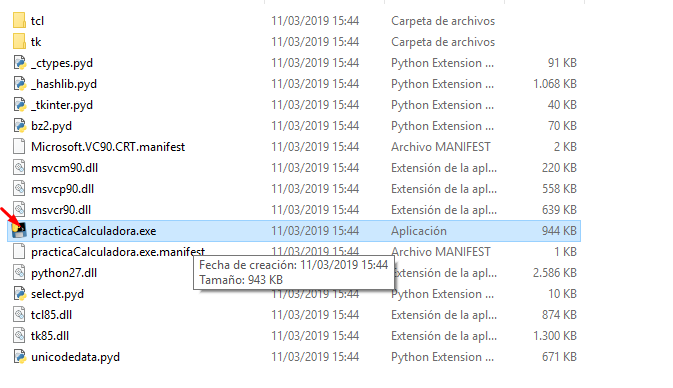 tcl 11/03/2019 15:44 Carpeta de archivos
tk 11/03/2019 15:44 Carpeta de archivos
_ctypes.pyd 11/03/2019 15:44 Python Extension ... 91 KB
_hashlib.pyd 11/03/2019 15:44 Python Extension ... 1.068 KB
_tkinter.pyd 11/03/2019 15:44 Python Extension ... 40 KB
bz2.pyd 11/03/2019 15:44 Python Extension ... 70 KB
Microsoft.VC90.CRT.manifest 11/03/2019 15:44 Archivo MANIFEST 2 KB
msvcm90.dll 11/03/2019 15:44 Extensión de la apl... 220 KB
msvcp90.dll 11/03/2019 15:44 Extensión de la apl... 558 KB
msvcr90.dll 11/03/2019 15:44 Extensión de la apl... 639 KB
practicaCalculadora.exe 11/03/2019 15:44 Aplicación 944 KB
practicaCalculadora.exe.manifest 11/03/2019 15:44 Archivo MANIFEST 1 KB
Fecha de creación: 11/03/2019 15:44
Tamaño: 943 KB
python27.dll Extensión de la apl... 2.586 KB
select.pyd 11/03/2019 15:44 Python Extension ... 10 KB
tcl85.dll 11/03/2019 15:44 Extensión de la apl... 874 KB
tk85.dll 11/03/2019 15:44 Extensión de la apl... 1.300 KB
unicodedata.pyd 11/03/2019 15:44 Python Extension ... 671 KB